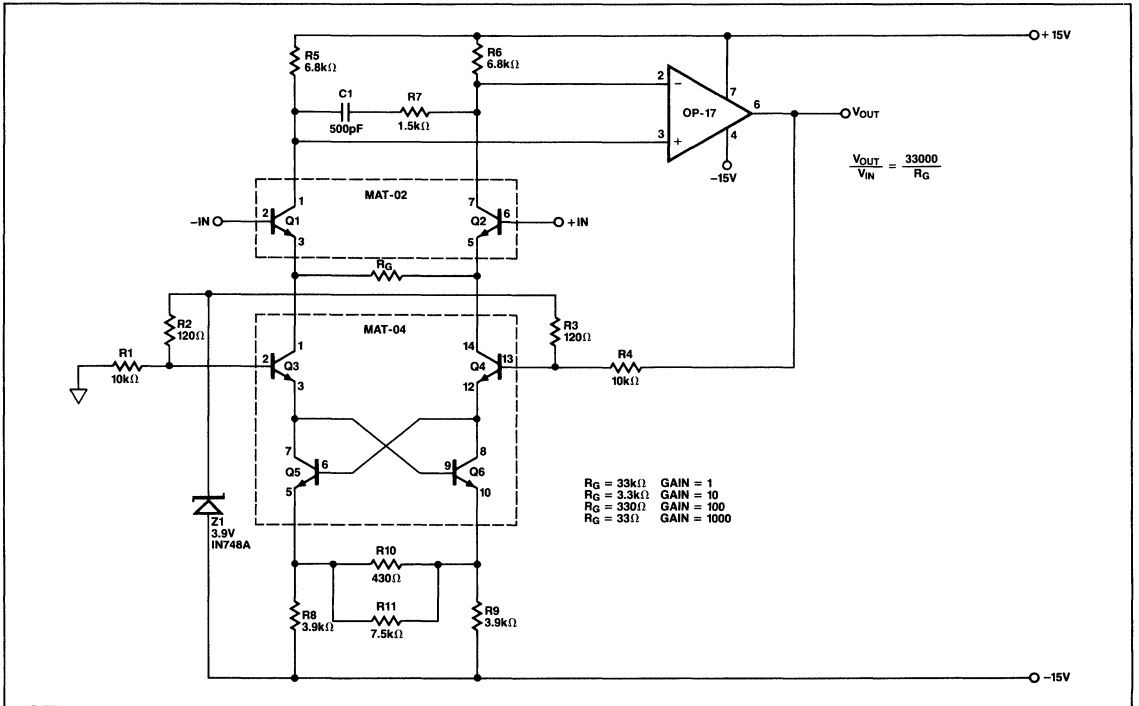 +15V
R5
6.8kΩ
R6
6.8kΩ
C1
500pF
R7
1.5kΩ
2
−
7
OP-17
6
VOUT
3
+
4
−15V
VOUT
VIN
=
33000
RG
MAT-02
1
7
−IN
2
Q1
3
Q2
6
5
+IN
RG
MAT-04
R2
120Ω
R3
120Ω
R1
10kΩ
1
2
Q3
3
14
13
Q4
12
R4
10kΩ
7
6
Q5
5
8
9
Q6
10
RG = 33kΩ GAIN = 1
RG = 3.3kΩ GAIN = 10
RG = 330Ω GAIN = 100
RG = 33Ω GAIN = 1000
Z1
3.9V
IN748A
R10
430Ω
R11
7.5kΩ
R8
3.9kΩ
R9
3.9kΩ
−15V